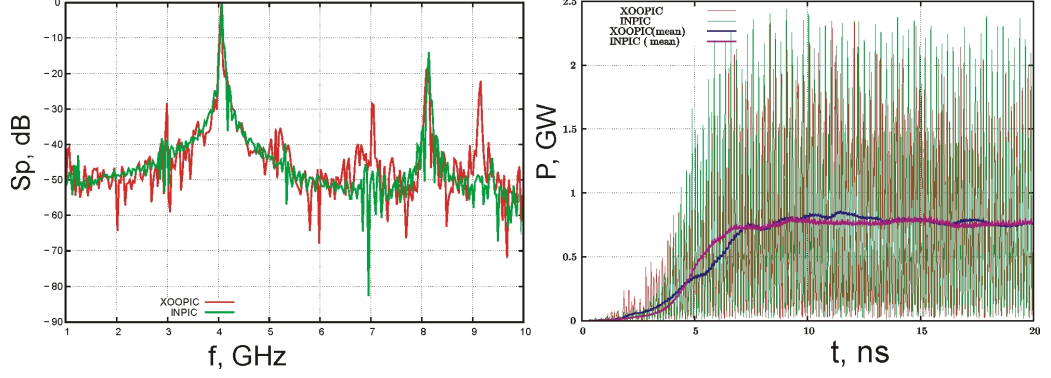 0
−10
−20
−30
−40
−50
−60
−70
−80
−90
Sp, dB
XOOPIC
INPIC
1 2 3 4 5 6 7 8 9 10
f, GHz
2.5
2
1.5
1
0.5
0
P, GW
XOOPIC
INPIC
XOOPIC(mean)
INPIC ( mean)
0 5 10 15 20
t, ns